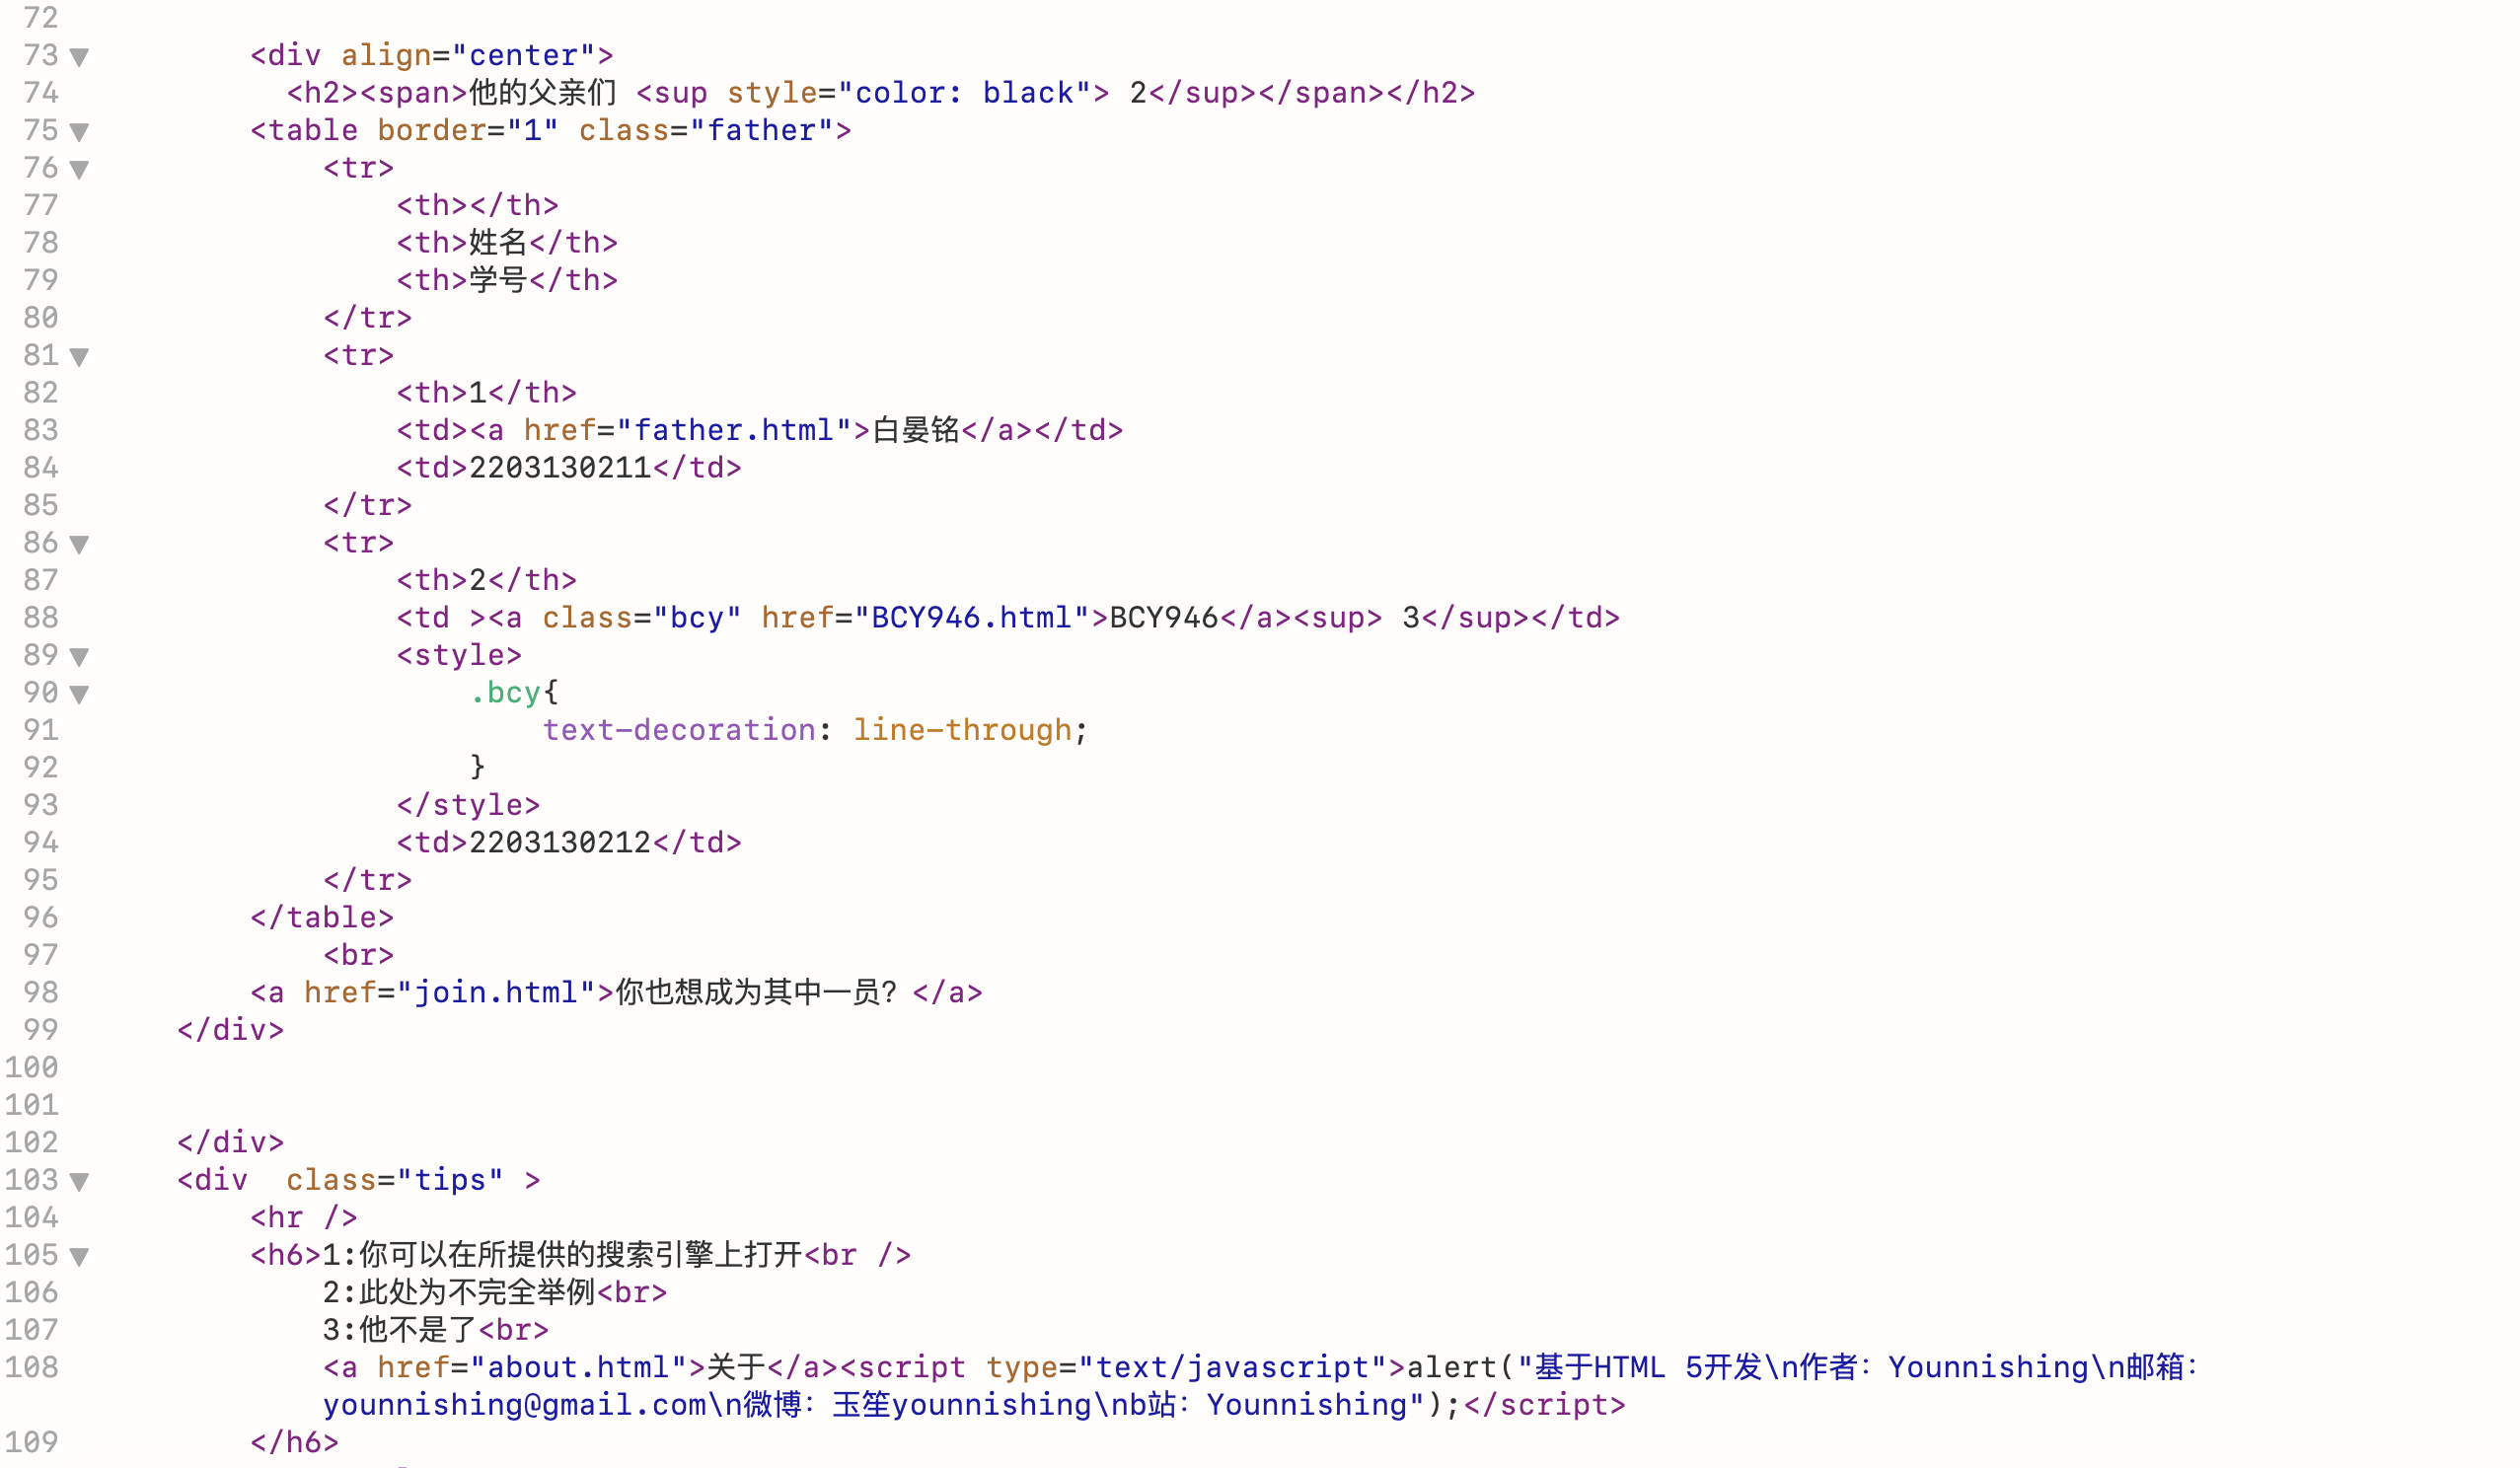 72
73 ▼ <div align="center">
74 <h2><span>他的父亲们 <sup style="color: black"> 2</sup></span></h2>
75 ▼ <table border="1" class="father">
76 ▼ <tr>
77 <th></th>
78 <th>姓名</th>
79 <th>学号</th>
80 </tr>
81 ▼ <tr>
82 <th>1</th>
83 <td><a href="father.html">白晏铭</a></td>
84 <td>2203130211</td>
85 </tr>
86 ▼ <tr>
87 <th>2</th>
88 <td ><a class="bcy" href="BCY946.html">BCY946</a><sup> 3</sup></td>
89 ▼ <style>
90 ▼ .bcy{
91 text-decoration: line-through;
92 }
93 </style>
94 <td>2203130212</td>
95 </tr>
96 </table>
97 <br>
98 <a href="join.html">你也想成为其中一员？</a>
99 </div>
100
101
102 </div>
103 ▼ <div  class="tips" >
104 <hr />
105 ▼ <h6>1:你可以在所提供的搜索引擎上打开<br />
106 2:此处为不完全举例<br>
107 3:他不是了<br>
108 <a href="about.html">关于</a><script type="text/javascript">alert("基于HTML 5开发\n作者：Younnishing\n邮箱：
younnishing@gmail.com\n微博：玉笙younnishing\nb站：Younnishing");</script>
109 </h6>